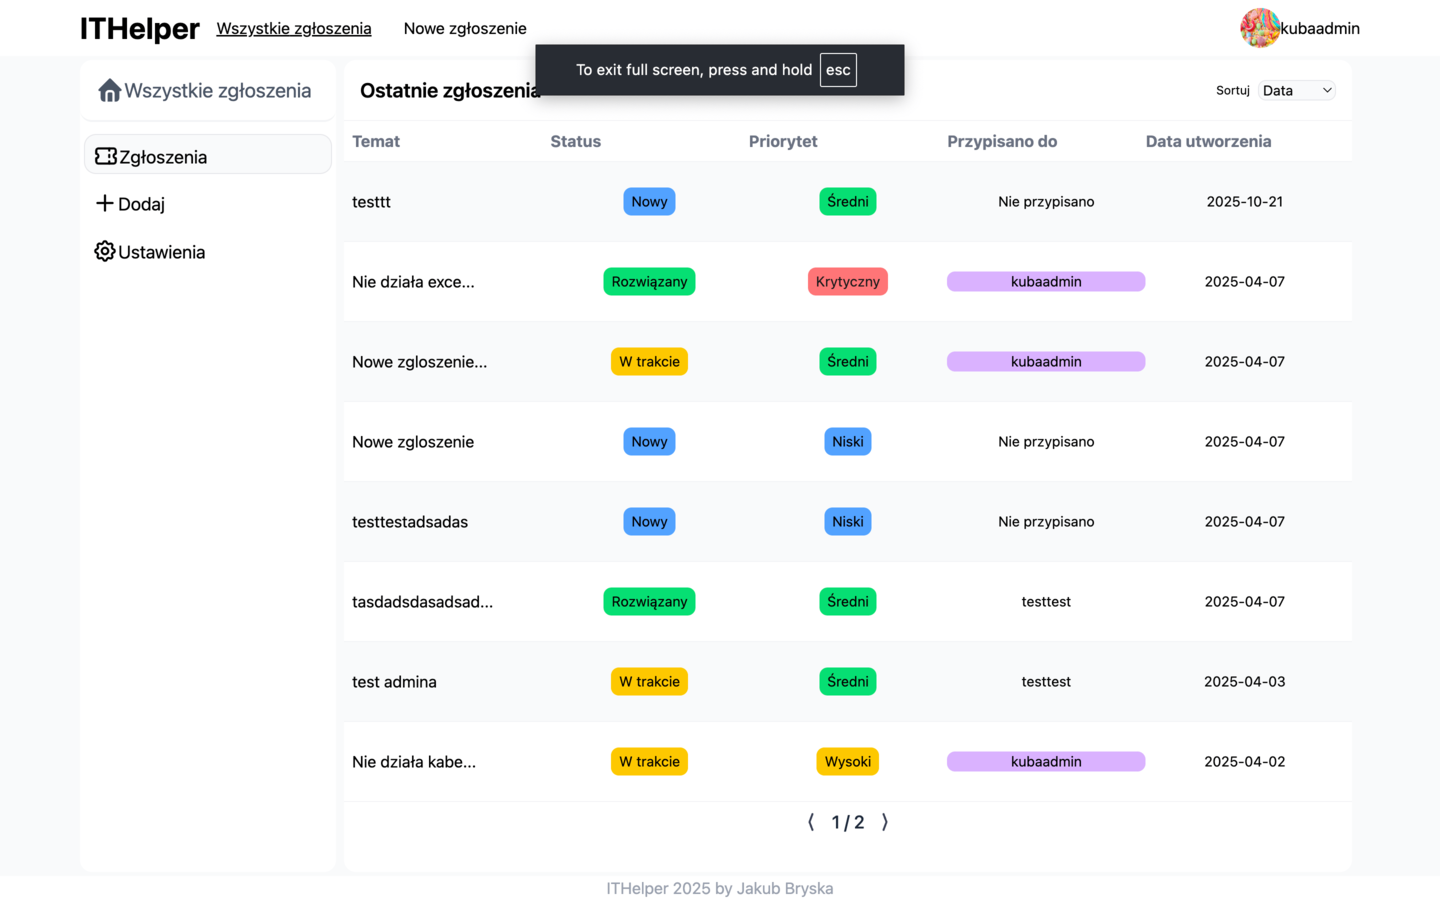 ITHelper Wszystkie zgłoszenia Nowe zgłoszenie kubaadmin
To exit full screen, press and hold esc
Wszystkie zgłoszenia
Zgłoszenia
Dodaj
Ustawienia
Ostatnie zgłoszenia Sortuj Data
Temat Status Priorytet Przypisano do Data utworzenia
testtt Nowy Średni Nie przypisano 2025-10-21
Nie działa exce... Rozwiązany Krytyczny kubaadmin 2025-04-07
Nowe zgloszenie... W trakcie Średni kubaadmin 2025-04-07
Nowe zgloszenie Nowy Niski Nie przypisano 2025-04-07
testtestadsadas Nowy Niski Nie przypisano 2025-04-07
tasdadsdasadsad... Rozwiązany Średni testtest 2025-04-07
test admina W trakcie Średni testtest 2025-04-03
Nie działa kabe... W trakcie Wysoki kubaadmin 2025-04-02
⟨ 1 / 2 ⟩
ITHelper 2025 by Jakub Bryska